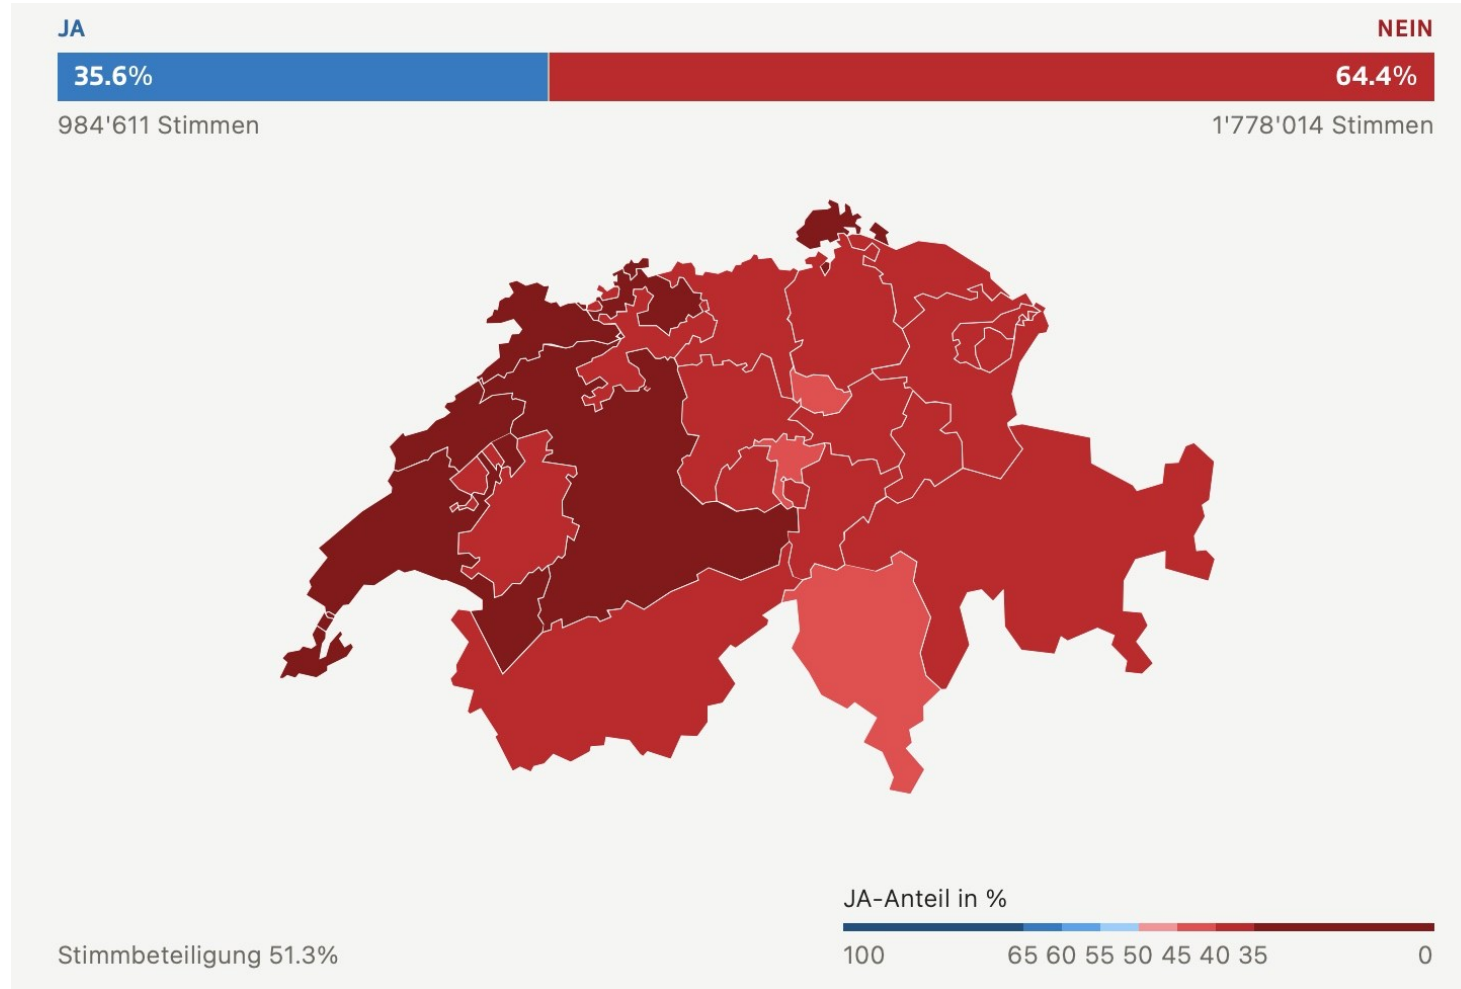 JA NEIN
35.6% 64.4%
984'611 Stimmen 1'778'014 Stimmen
JA-Anteil in %
Stimmbeteiligung 51.3% 100 65 60 55 50 45 40 35 0